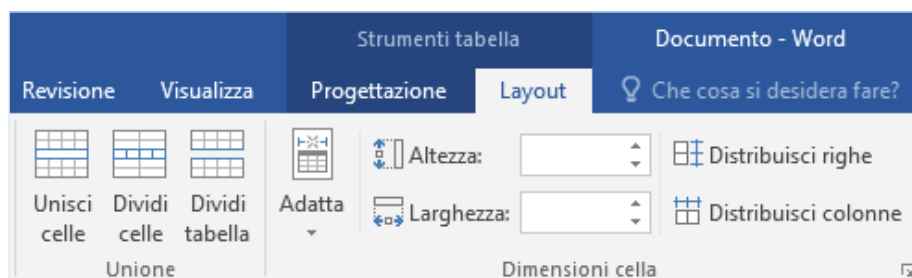 Strumenti tabella Documento - Word
Revisione Visualizza Progettazione Layout Che cosa si desidera fare?
Unisci celle
Dividi celle
Dividi tabella
Adatta
Altezza:
Larghezza:
Distribuisci righe
Distribuisci colonne
Unione
Dimensioni cella